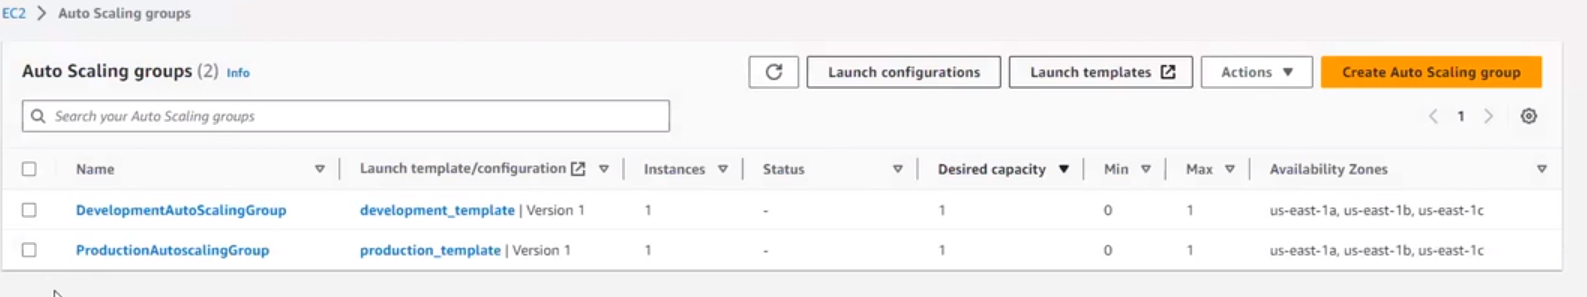 EC2 > Auto Scaling groups
Auto Scaling groups (2) Info Launch configurations Launch templates Actions Create Auto Scaling group
Search your Auto Scaling groups 1
Name Launch template/configuration Instances Status Desired capacity Min Max Availability Zones
DevelopmentAutoScalingGroup development_template | Version 1 1 - 1 0 1 us-east-1a, us-east-1b, us-east-1c
ProductionAutoscalingGroup production_template | Version 1 1 - 1 0 1 us-east-1a, us-east-1b, us-east-1c